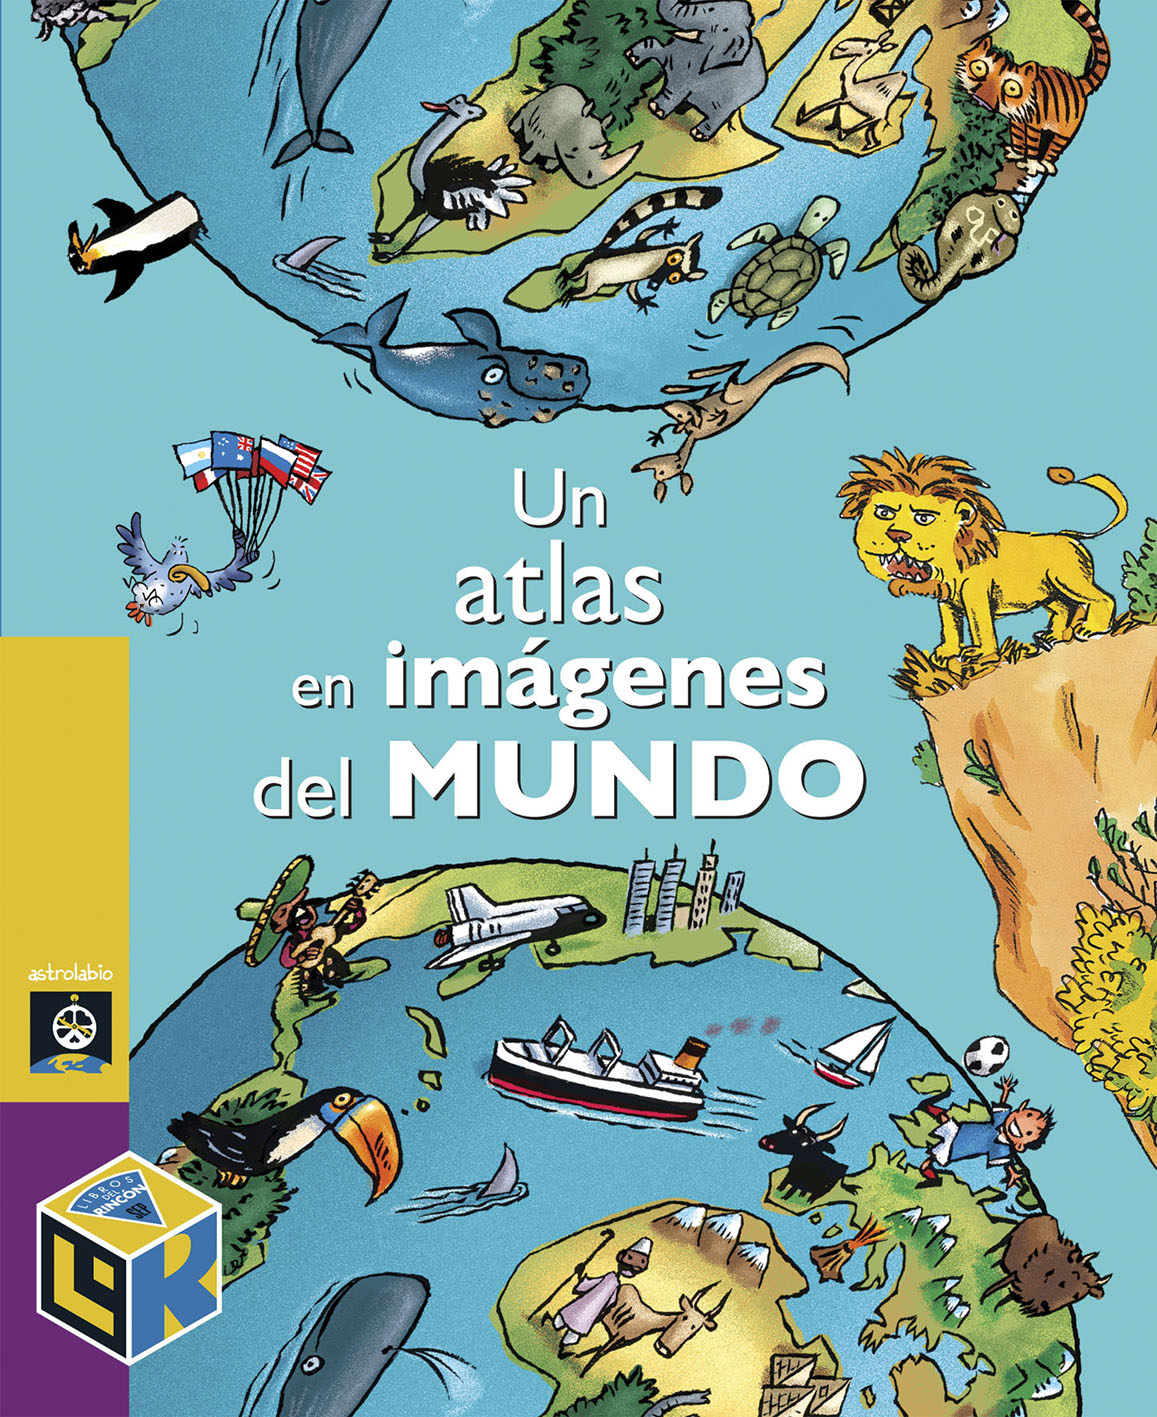 Un
atlas
en imágenes
del MUNDO
astrolabio
LIBROS
DEL
RINCÓN
SEP
L R